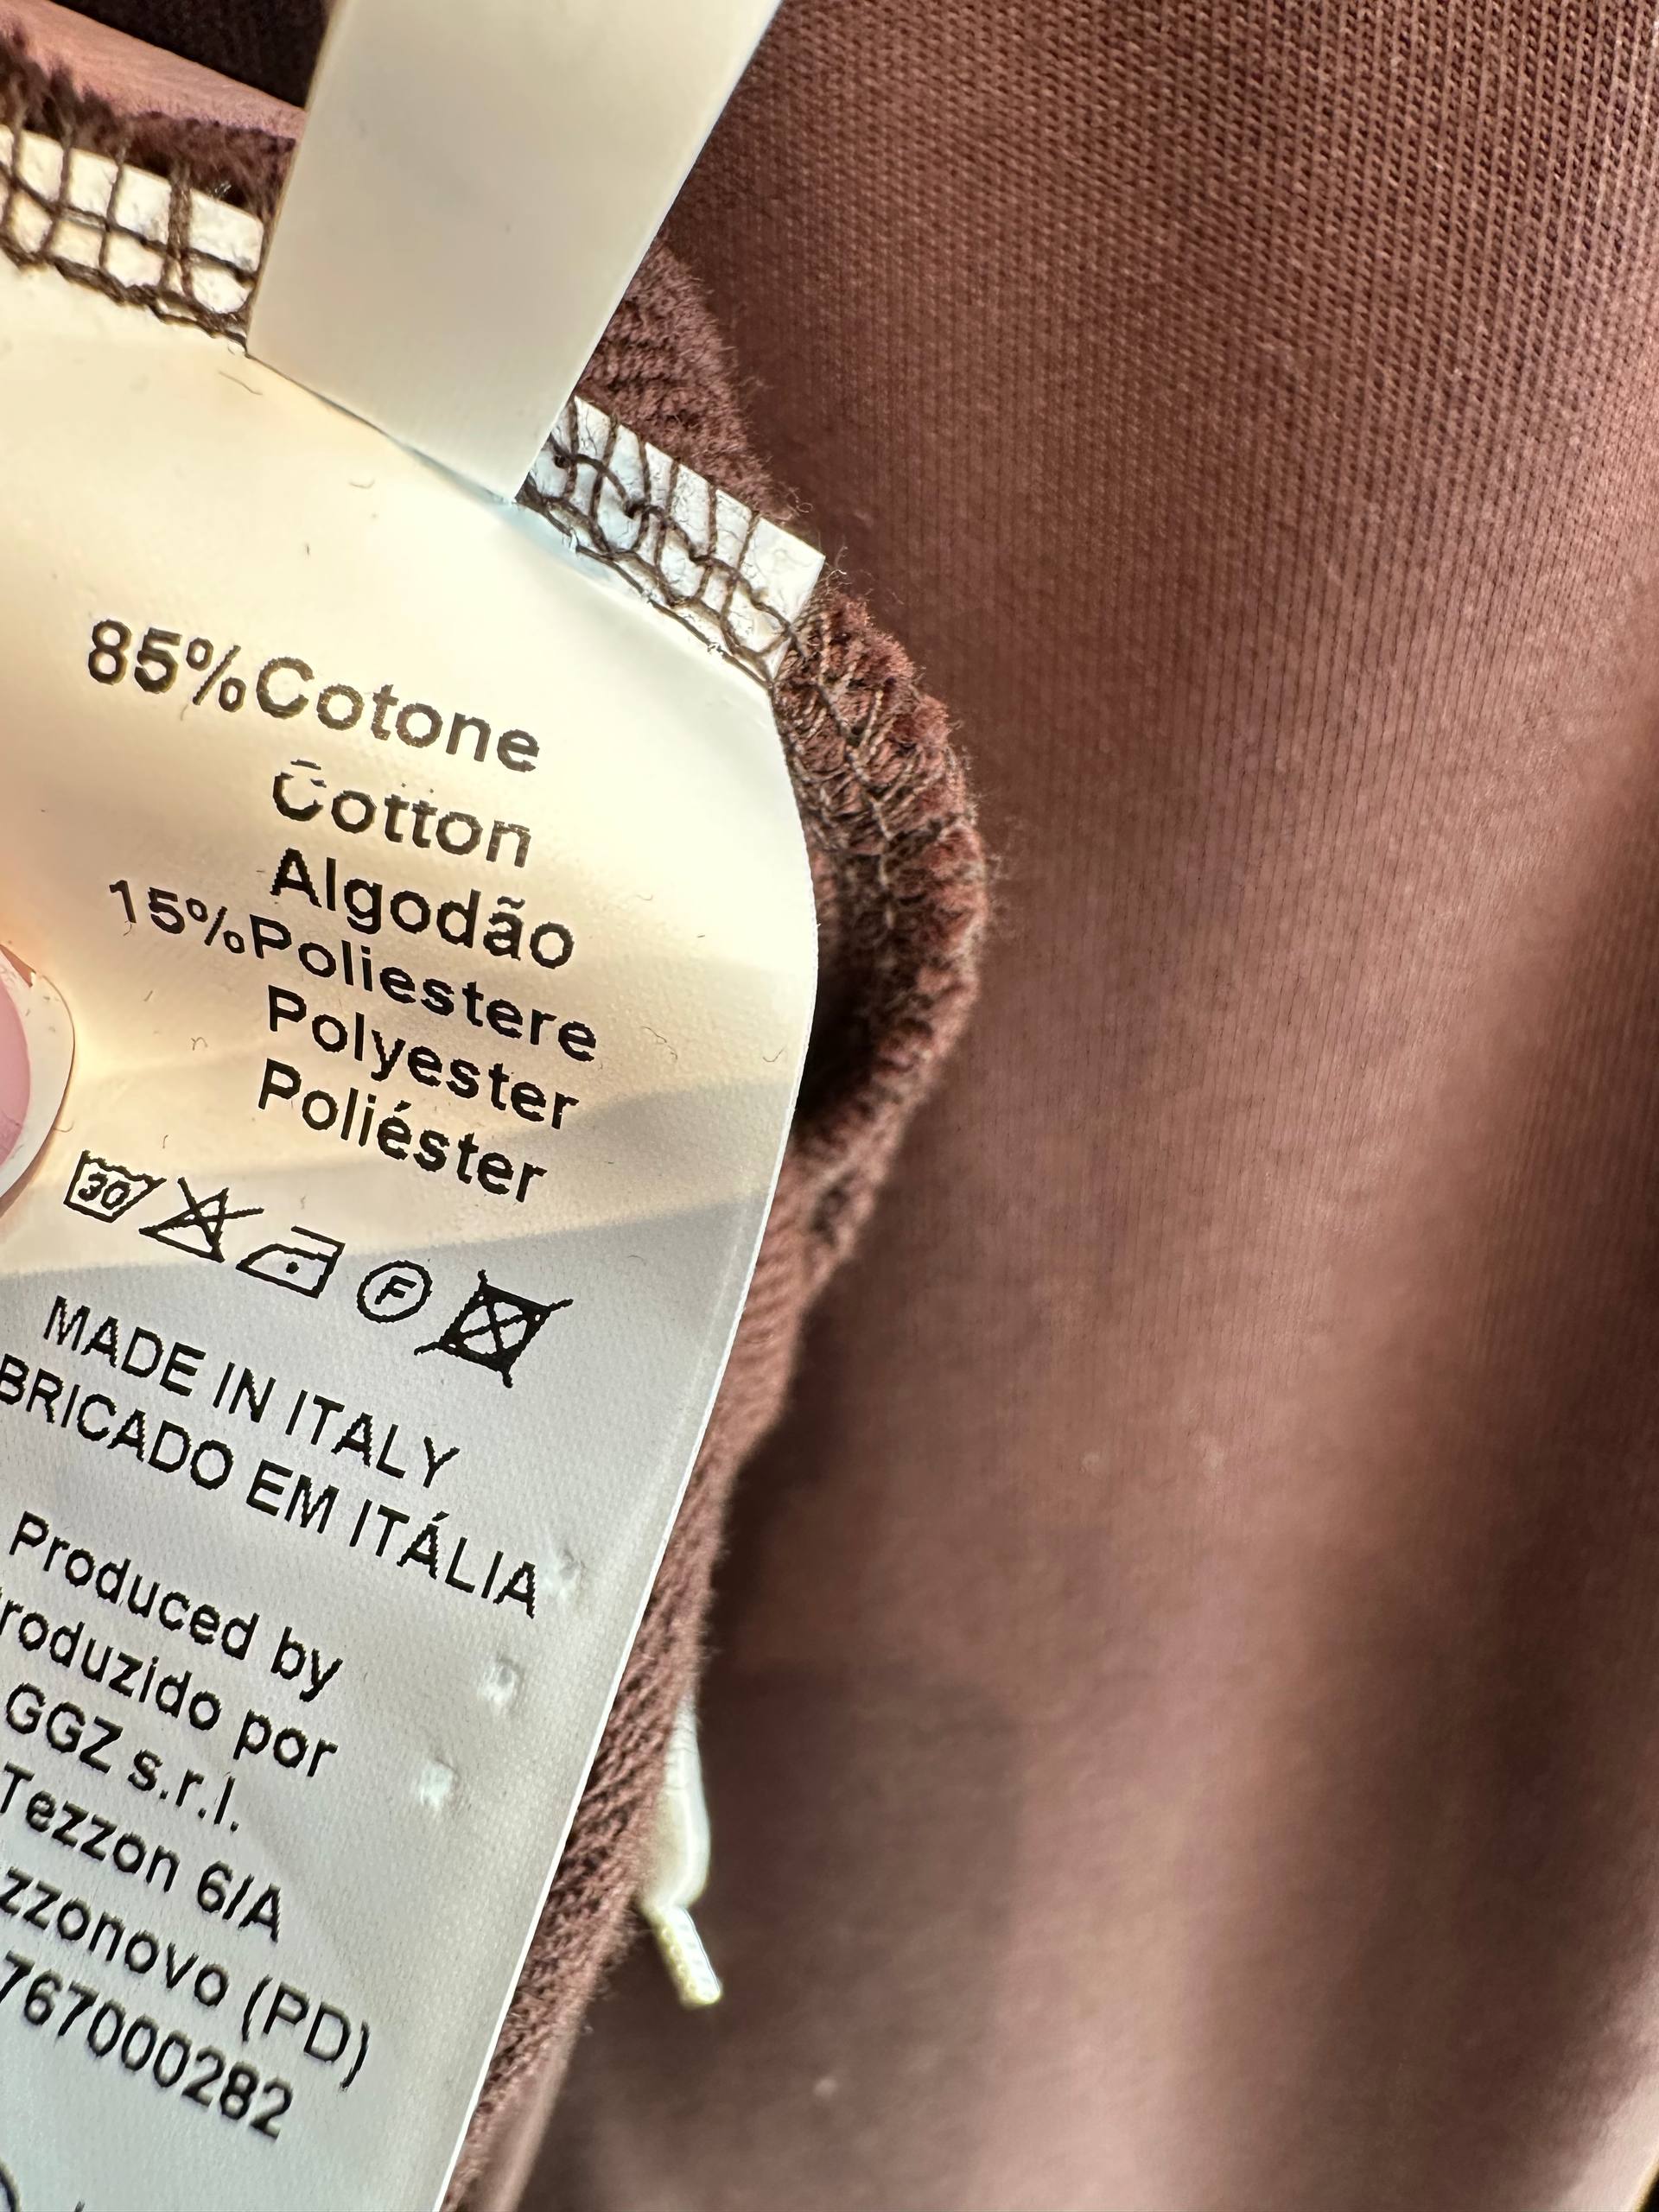 85%Cotone
Cotton
Algodão
15%Poliestere
Polyester
Poliéster
30
F
MADE IN ITALY
BRICADO EM ITÁLIA
Produced by
roduzido por
GGZ s.r.l.
Tezzon 6/A
zzonovo (PD)
767000282